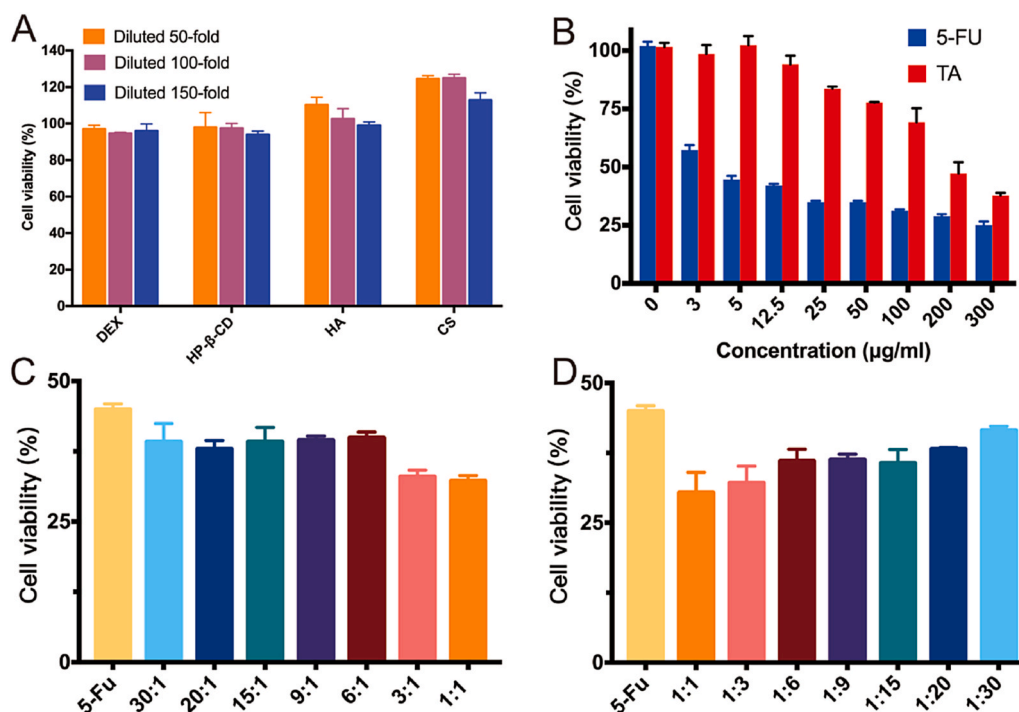 A
Diluted 50-fold
Diluted 100-fold
Diluted 150-fold
Cell viability (%)
140
120
100
80
60
40
20
0
DEX
HP-β-CD
HA
CS
B
5-FU
TA
Cell viability (%)
100
75
50
25
0
0
3
5
12.5
25
50
100
200
300
Concentration (µg/ml)
C
Cell viability (%)
50
25
0
5-Fu
30:1
20:1
15:1
9:1
6:1
3:1
1:1
D
Cell viability (%)
50
25
0
5-Fu
1:1
1:3
1:6
1:9
1:15
1:20
1:30